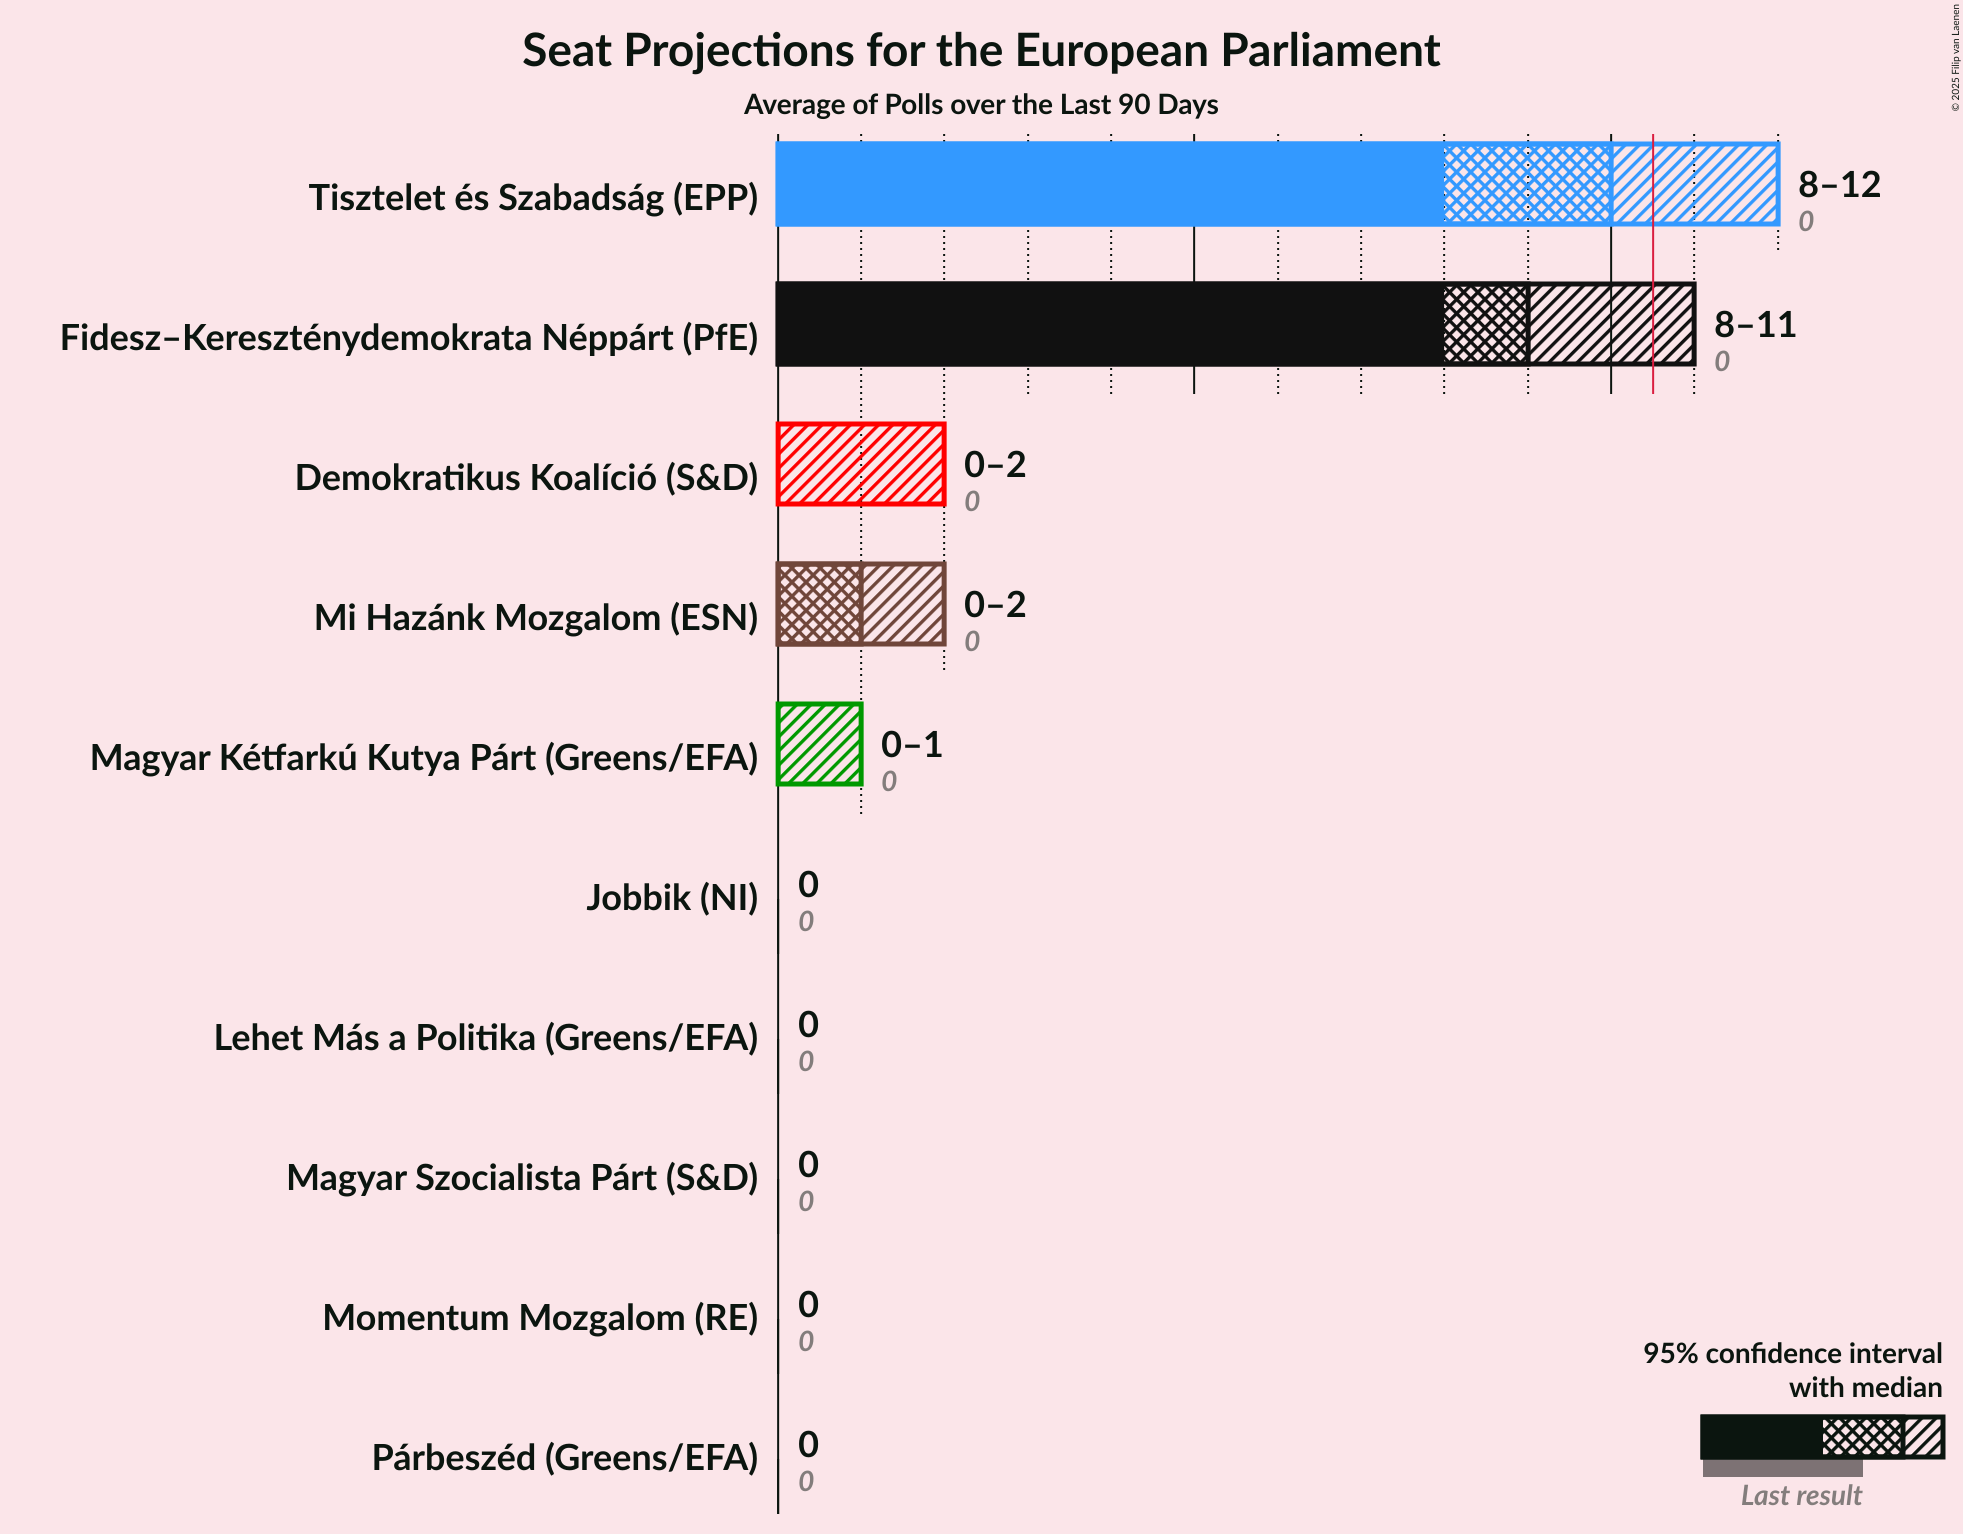 Seat Projections for the European Parliament
Average of Polls over the Last 90 Days
© 2025 Filip van Laenen
Tisztelet és Szabadság (EPP)
8–12
0
Fidesz–Kereszténydemokrata Néppárt (PfE)
8–11
0
Demokratikus Koalíció (S&D)
0–2
0
Mi Hazánk Mozgalom (ESN)
0–2
0
Magyar Kétfarkú Kutya Párt (Greens/EFA)
0–1
0
Jobbik (NI)
0
0
Lehet Más a Politika (Greens/EFA)
0
0
Magyar Szocialista Párt (S&D)
0
0
Momentum Mozgalom (RE)
0
0
Párbeszéd (Greens/EFA)
0
0
95% confidence interval
with median
Last result